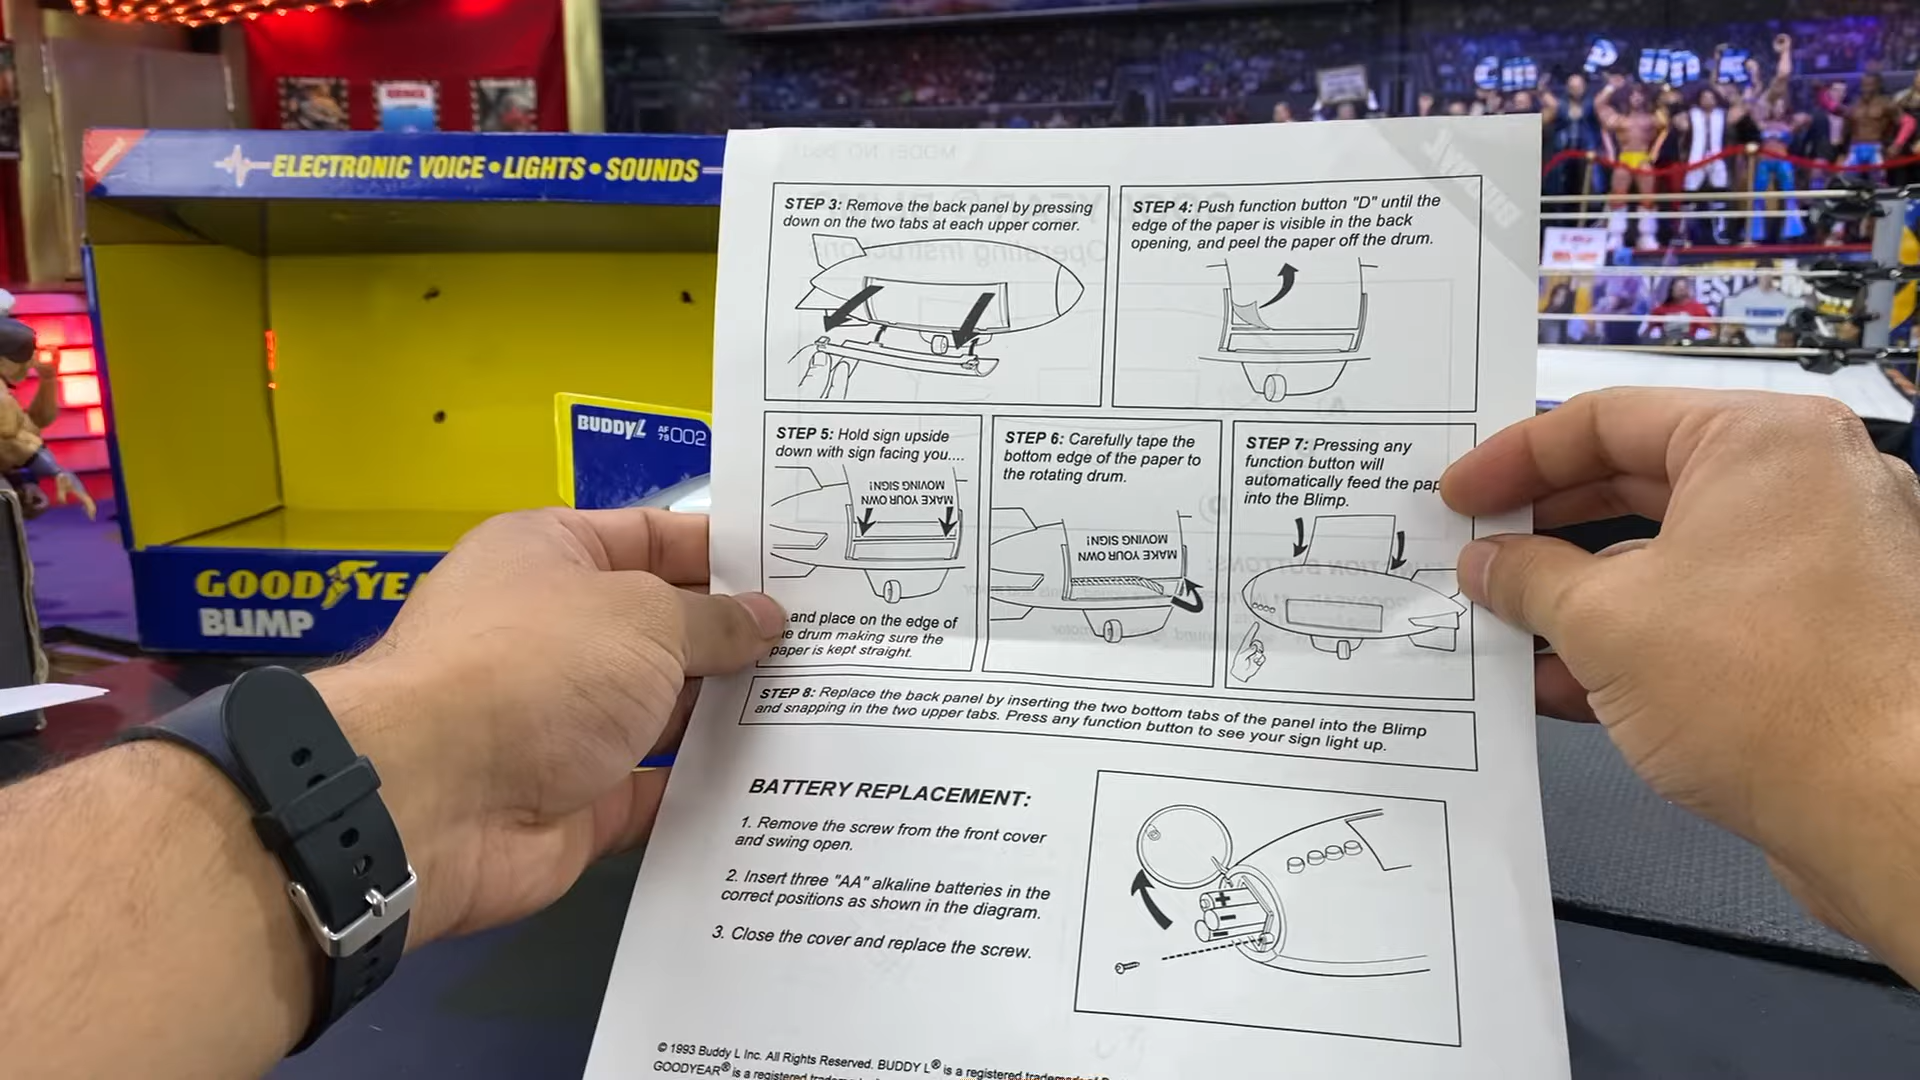 ELECTRONIC VOICE • LIGHTS • SOUNDS
CM PUNK
BUDDY L AF 79 002
GOODYEA
BLIMP
STEP 3: Remove the back panel by pressing
down on the two tabs at each upper corner.
STEP 4: Push function button "D" until the
edge of the paper is visible in the back
opening, and peel the paper off the drum.
STEP 5: Hold sign upside
down with sign facing you....
MAKE YOUR OWN
MOVING SIGN!
..and place on the edge of
drum making sure the
paper is kept straight.
STEP 6: Carefully tape the
bottom edge of the paper to
the rotating drum.
MAKE YOUR OWN
MOVING SIGN!
STEP 7: Pressing any
function button will
automatically feed the pap
into the Blimp.
STEP 8: Replace the back panel by inserting the two bottom tabs of the panel into the Blimp
and snapping in the two upper tabs. Press any function button to see your sign light up.
BATTERY REPLACEMENT:
1. Remove the screw from the front cover
and swing open.
2. Insert three "AA" alkaline batteries in the
correct positions as shown in the diagram.
3. Close the cover and replace the screw.
© 1993 Buddy L Inc. All Rights Reserved. BUDDY L® is a registered trademark of
GOODYEAR® is a registered